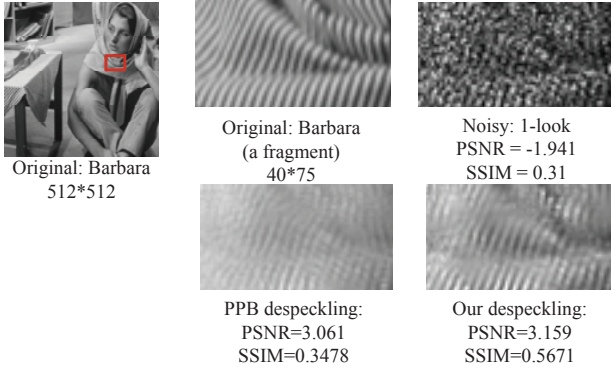 Original: Barbara
512*512
Original: Barbara
(a fragment)
40*75
Noisy: 1-look
PSNR = -1.941
SSIM = 0.31
PPB despeckling:
PSNR=3.061
SSIM=0.3478
Our despeckling:
PSNR=3.159
SSIM=0.5671